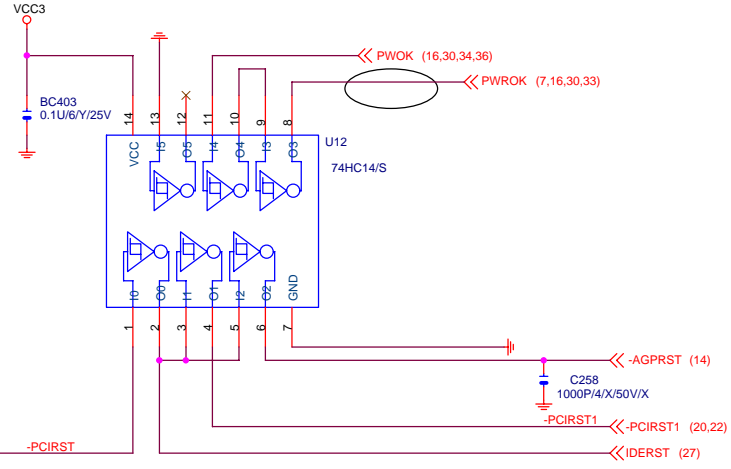 VCC3
PWOK (16,30,34,36)
PWROK (7,16,30,33)
BC403
0.1U/6/Y/25V
14 13 12 11 10 9 8
U12
VCC I5 O5 I4 O4 I3 O3
74HC14/S
I0 O0 I1 O1 I2 O2 GND
1 2 3 4 5 6 7
-AGPRST (14)
C258
1000P/4/X/50V/X
-PCIRST1 -PCIRST1 (20,22)
-PCIRST IDERST (27)